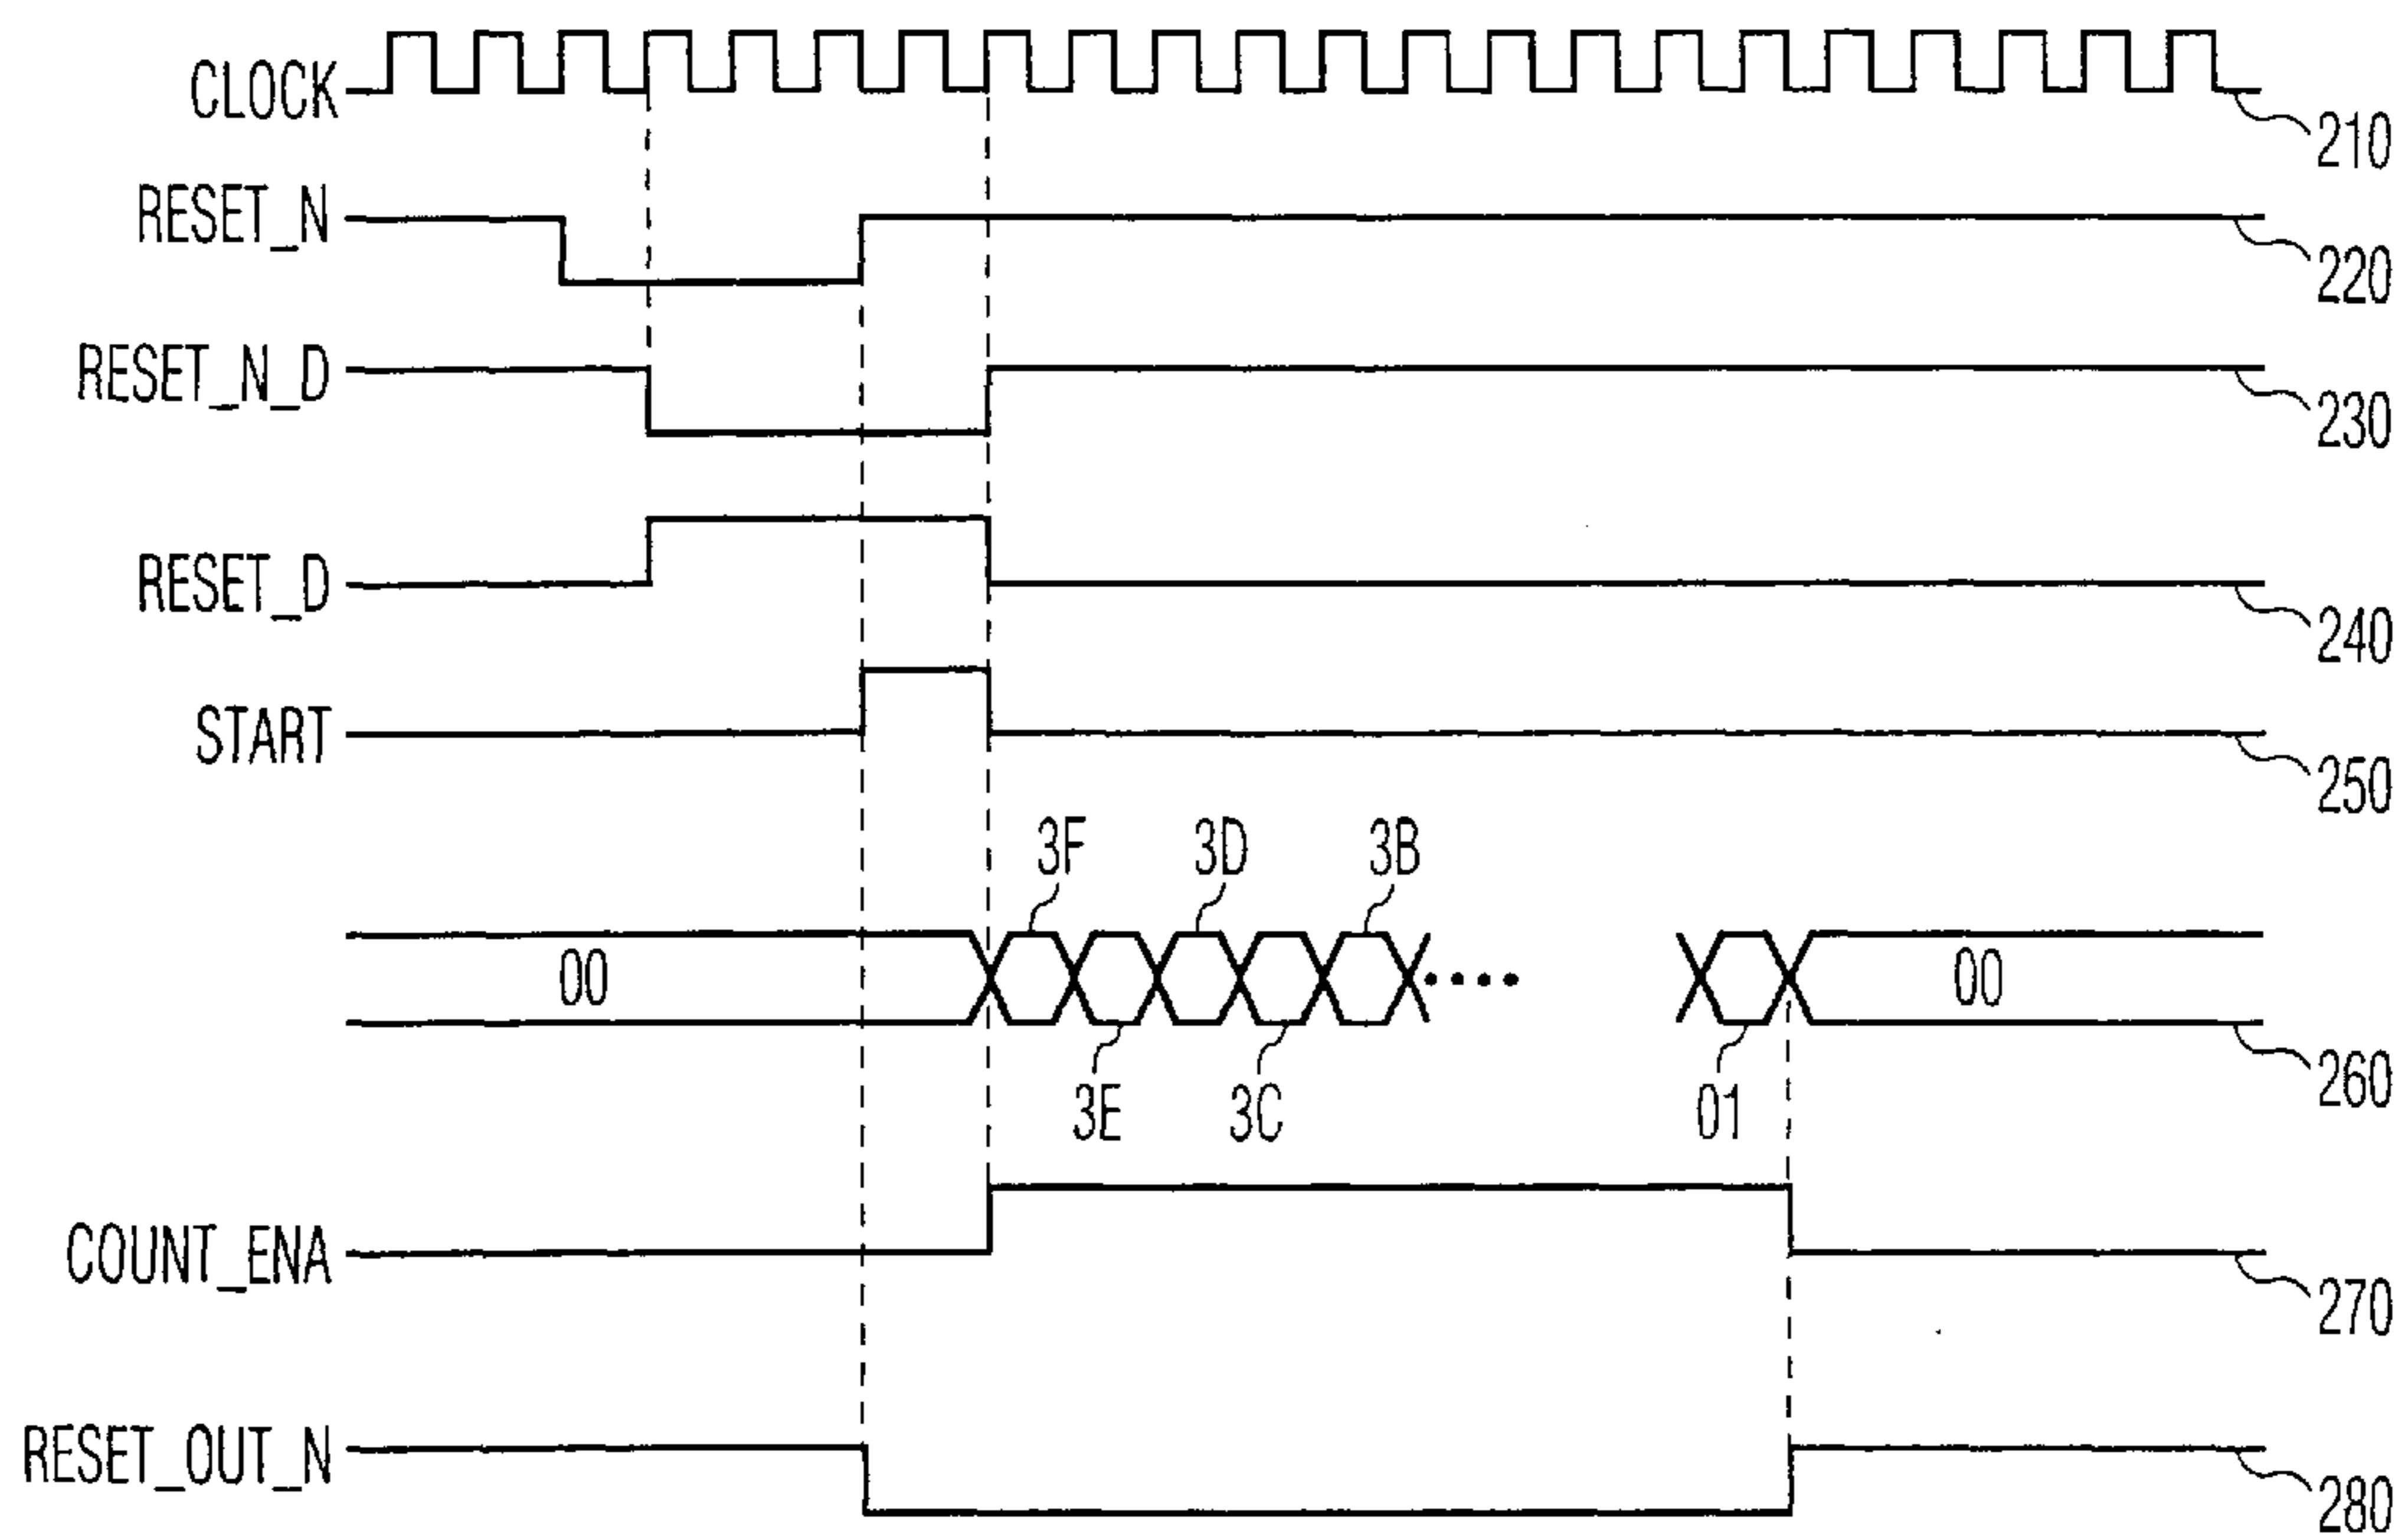 CLOCK
210
RESET_N
220
RESET_N_D
230
RESET_D
240
START
250
3F 3D 3B
00 00
260
3E 3C 01
COUNT_ENA
270
RESET_OUT_N
280